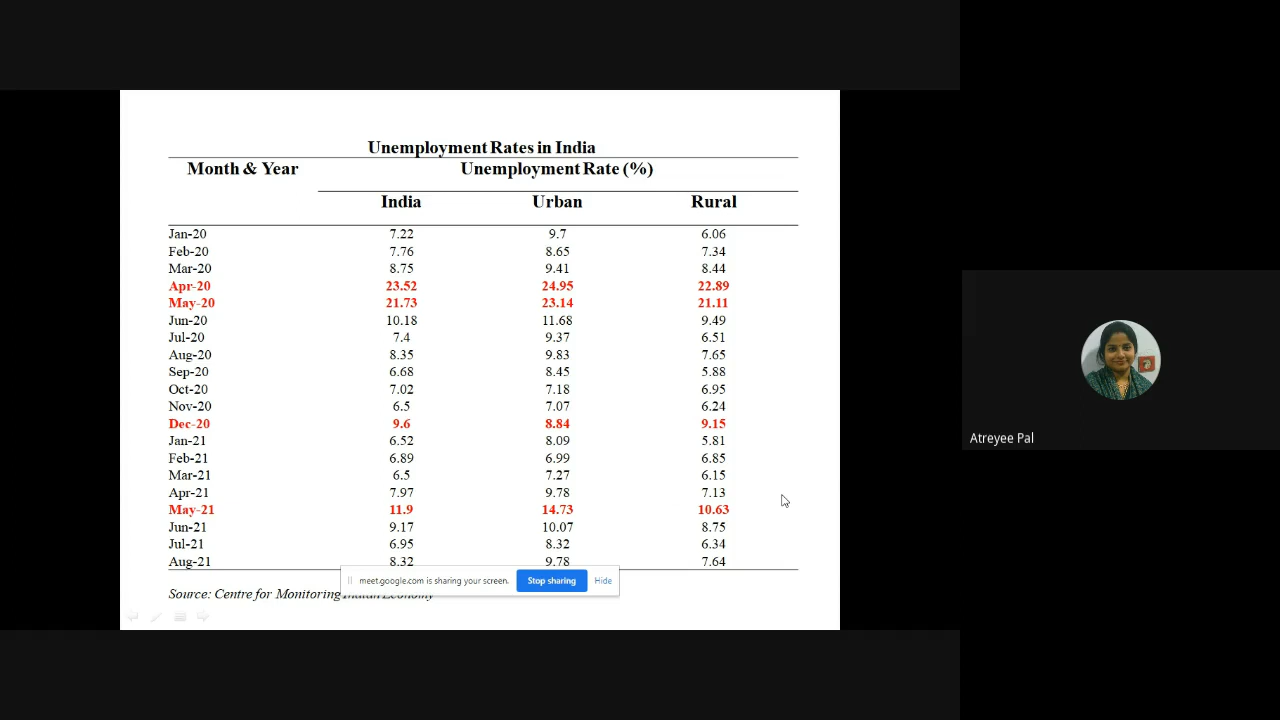 Unemployment Rates in India
Month & Year Unemployment Rate (%)
India Urban Rural
Jan-20 7.22 9.7 6.06
Feb-20 7.76 8.65 7.34
Mar-20 8.75 9.41 8.44
Apr-20 23.52 24.95 22.89
May-20 21.73 23.14 21.11
Jun-20 10.18 11.68 9.49
Jul-20 7.4 9.37 6.51
Aug-20 8.35 9.83 7.65
Sep-20 6.68 8.45 5.88
Oct-20 7.02 7.18 6.95
Nov-20 6.5 7.07 6.24
Dec-20 9.6 8.84 9.15
Jan-21 6.52 8.09 5.81
Feb-21 6.89 6.99 6.85
Mar-21 6.5 7.27 6.15
Apr-21 7.97 9.78 7.13
May-21 11.9 14.73 10.63
Jun-21 9.17 10.07 8.75
Jul-21 6.95 8.32 6.34
Aug-21 8.32 9.78 7.64
meet.google.com is sharing your screen. Stop sharing Hide
Source: Centre for Monitoring Indian Economy
Atreyee Pal